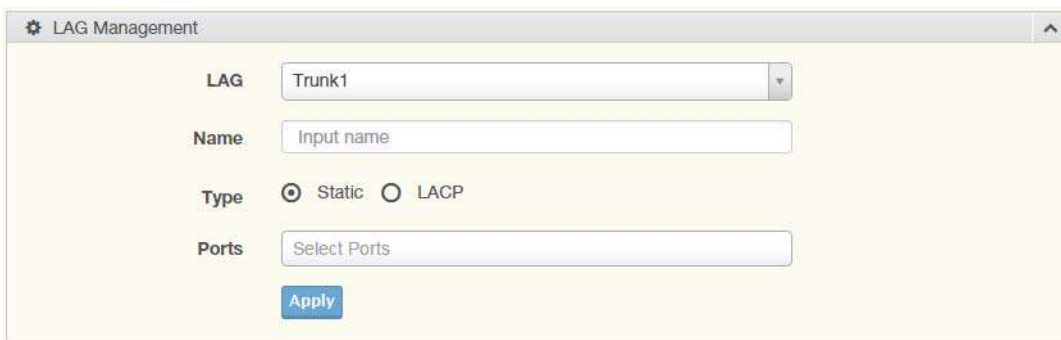 LAG Management
LAG Trunk1
Name Input name
Type Static LACP
Ports Select Ports
Apply